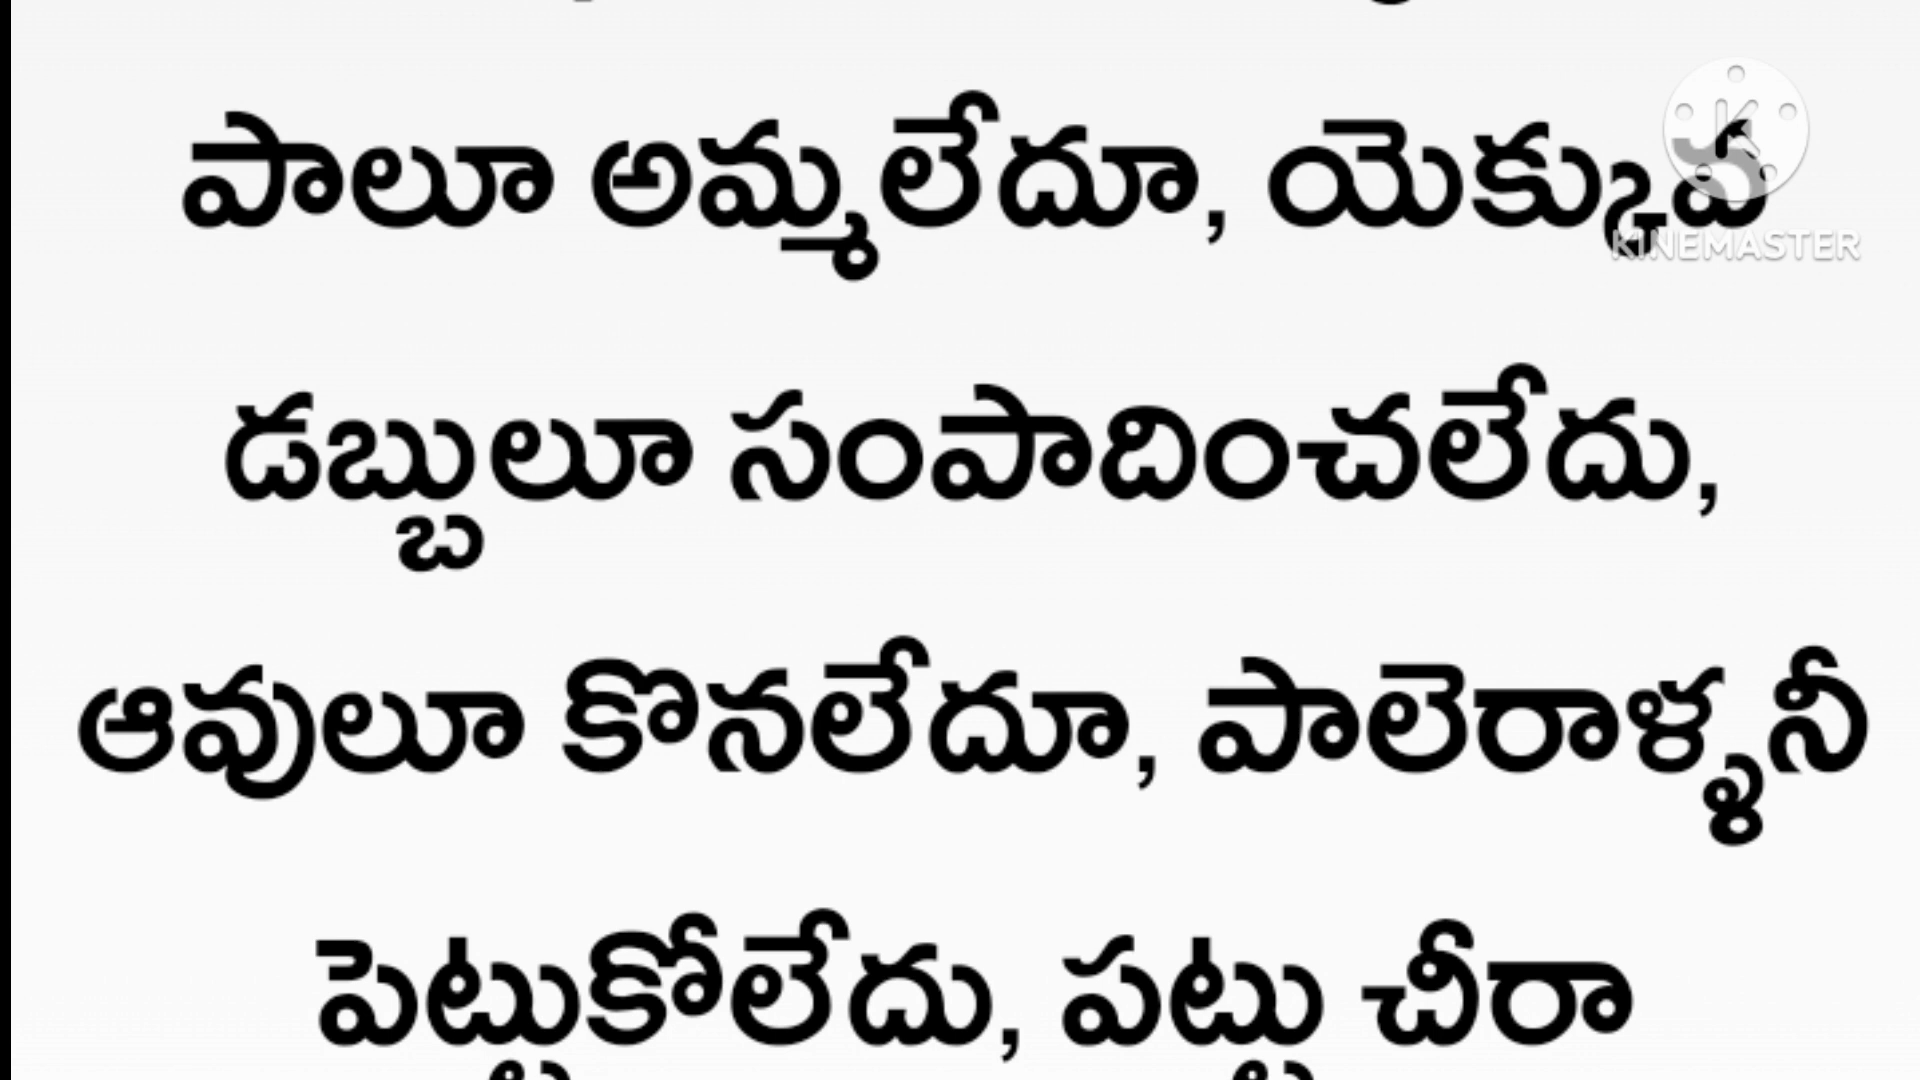 పాలూ అమ్మలేదూ, యెక్కువ
KINEMASTER
డబ్బులూ సంపాదించలేదు,
ఆవులూ కొనలేదూ, పాలెరాళ్ళనీ
పెట్టుకోలేదు, పట్టు చీరా